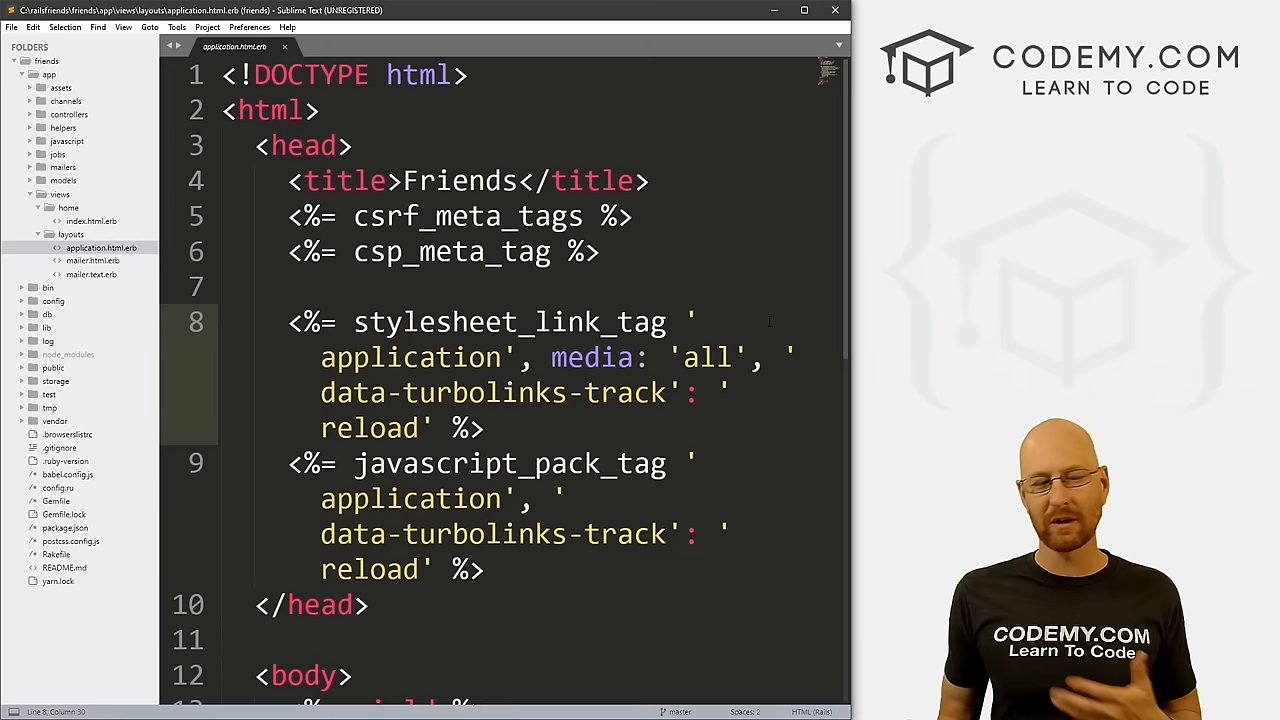 C:\railsfriends\friends\app\views\layouts\application.html.erb (friends) - Sublime Text (UNREGISTERED)
File Edit Selection Find View Goto Tools Project Preferences Help
FOLDERS
friends
app
assets
channels
controllers
helpers
javascript
jobs
mailers
models
views
home
index.html.erb
layouts
application.html.erb
mailer.html.erb
mailer.text.erb
bin
config
db
lib
log
node_modules
public
storage
test
tmp
vendor
.browserslistrc
.gitignore
.ruby-version
babel.config.js
config.ru
Gemfile
Gemfile.lock
package.json
postcss.config.js
Rakefile
README.md
yarn.lock
application.html.erb
1 <!DOCTYPE html>
2 <html>
3 <head>
4 <title>Friends</title>
5 <%= csrf_meta_tags %>
6 <%= csp_meta_tag %>
7
8 <%= stylesheet_link_tag '
application', media: 'all', '
data-turbolinks-track': '
reload' %>
9 <%= javascript_pack_tag '
application', '
data-turbolinks-track': '
reload' %>
10 </head>
11
12 <body>
Line 8, Column 30
master
Spaces: 2
HTML (Rails)
CODEMY.COM
LEARN TO CODE
CODEMY.COM
Learn To Code